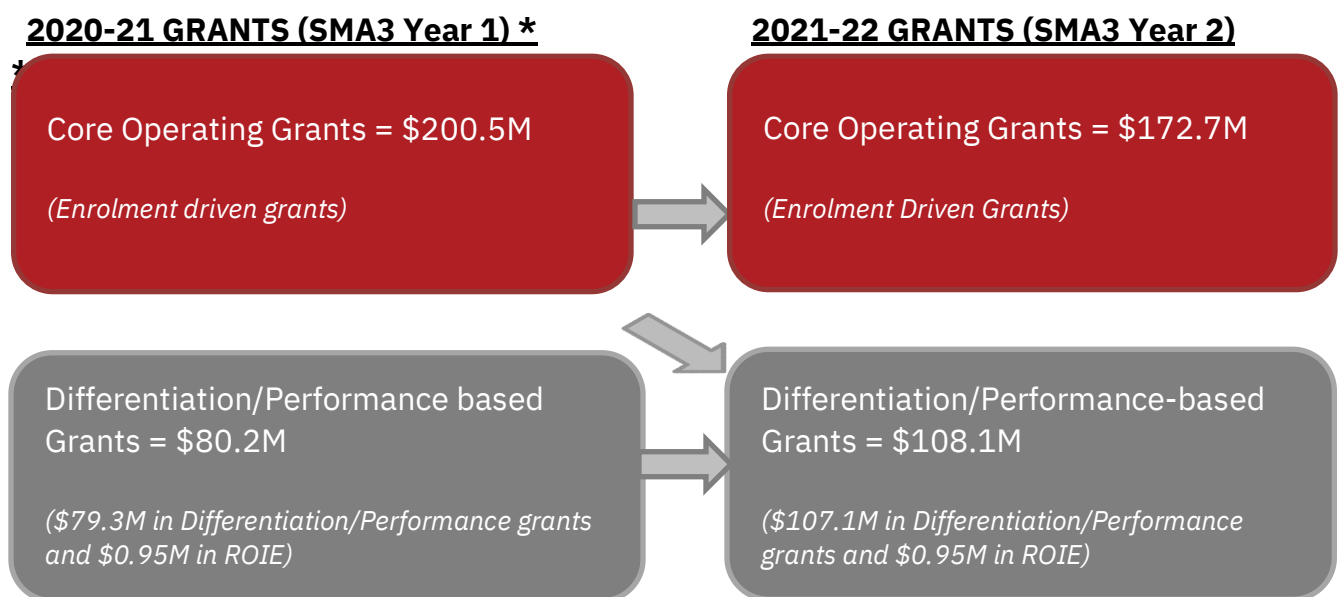 2020-21 GRANTS (SMA3 Year 1) *
*
Core Operating Grants = $200.5M
(Enrolment driven grants)
Differentiation/Performance based
Grants = $80.2M
($79.3M in Differentiation/Performance grants
and $0.95M in ROIE)
2021-22 GRANTS (SMA3 Year 2)
Core Operating Grants = $172.7M
(Enrolment Driven Grants)
Differentiation/Performance-based
Grants = $108.1M
($107.1M in Differentiation/Performance
grants and $0.95M in ROIE)